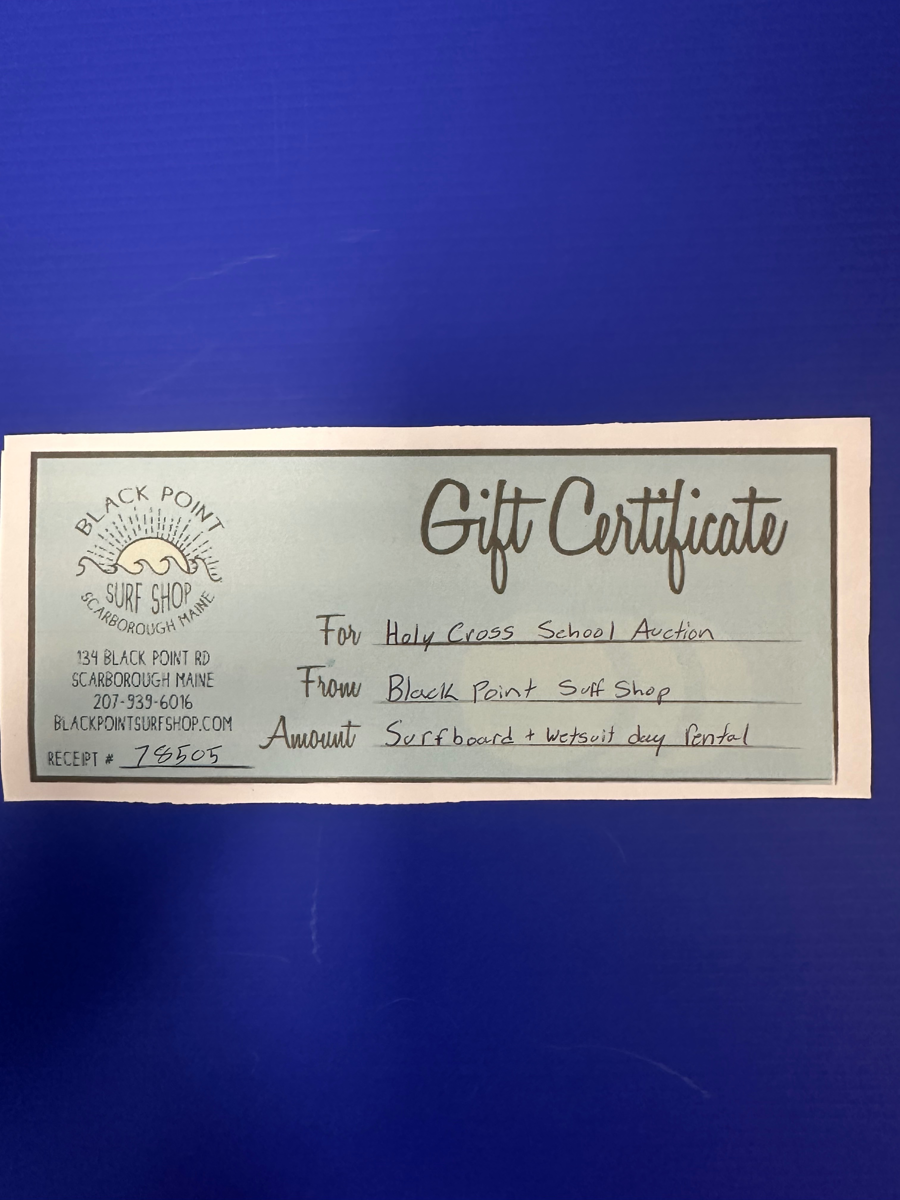 BLACK POINT
SURF SHOP
SCARBOROUGH MAINE
134 BLACK POINT RD
SCARBOROUGH MAINE
207-939-6016
BLACKPOINTSURFSHOP.COM
RECEIPT # 78505
Gift Certificate
For Holy Cross School Auction
From Black Point Surf Shop
Amount Surfboard + Wetsuit day Rental